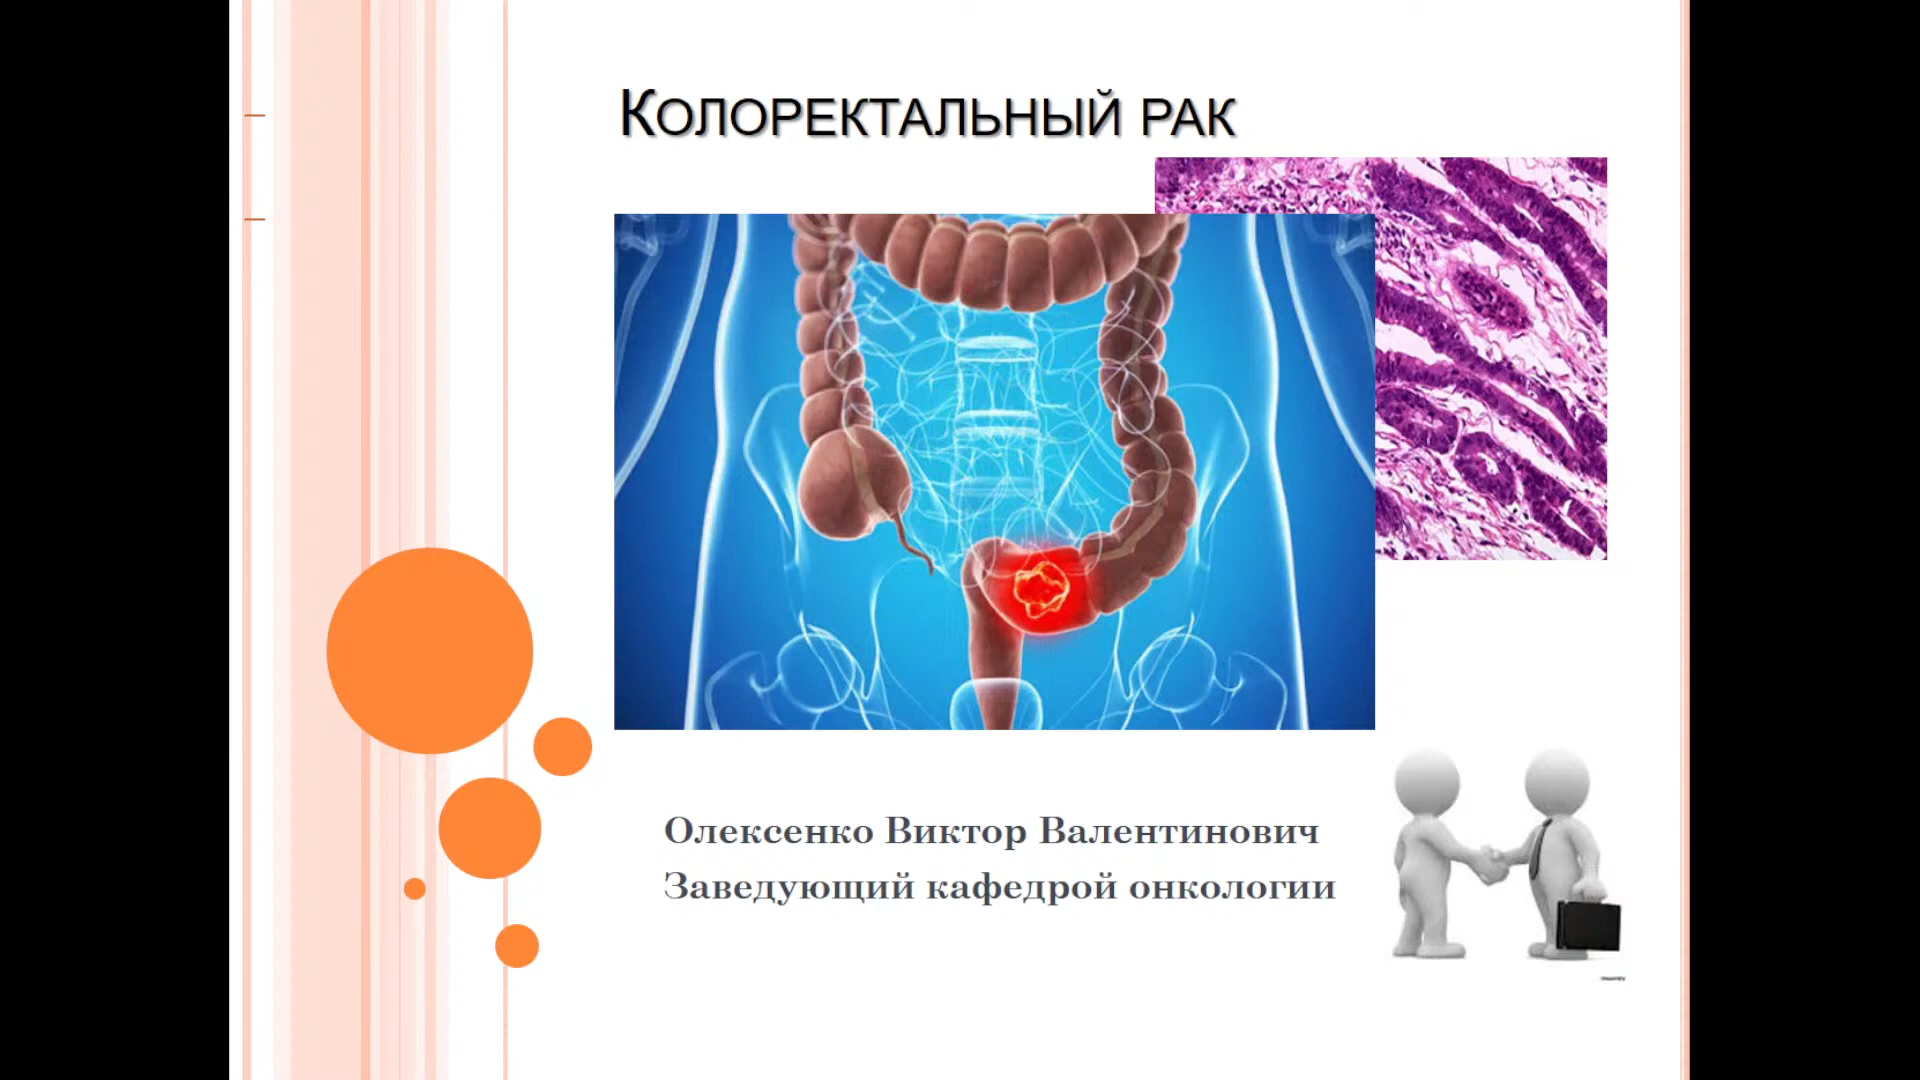 Колоректальный рак
Олексенко Виктор Валентинович
Заведующий кафедрой онкологии